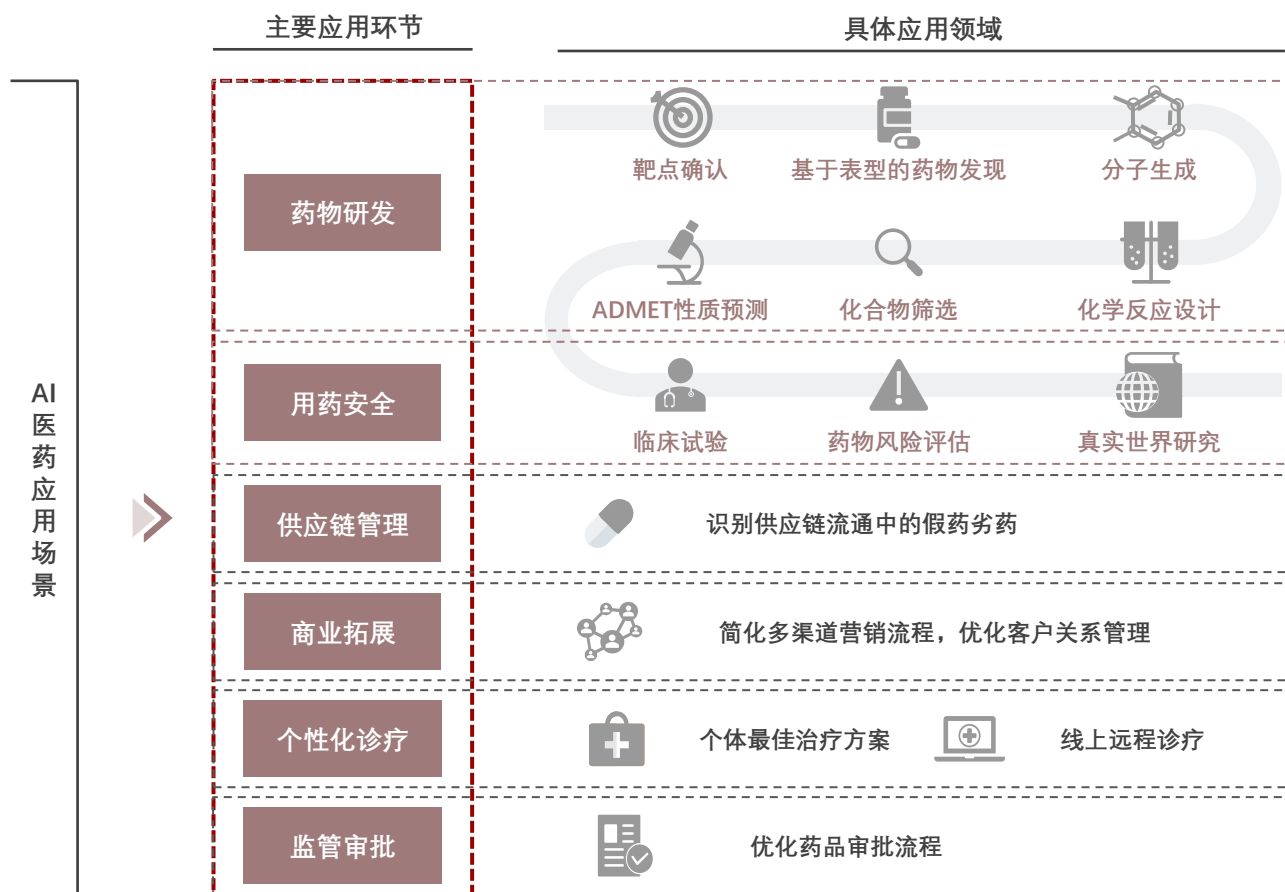 主要应用环节
具体应用领域
AI医药应用场景
药物研发
靶点确认
基于表型的药物发现
分子生成
ADMET性质预测
化合物筛选
化学反应设计
用药安全
临床试验
药物风险评估
真实世界研究
供应链管理
识别供应链流通中的假药劣药
商业拓展
简化多渠道营销流程，优化客户关系管理
个性化诊疗
个体最佳治疗方案
线上远程诊疗
监管审批
优化药品审批流程